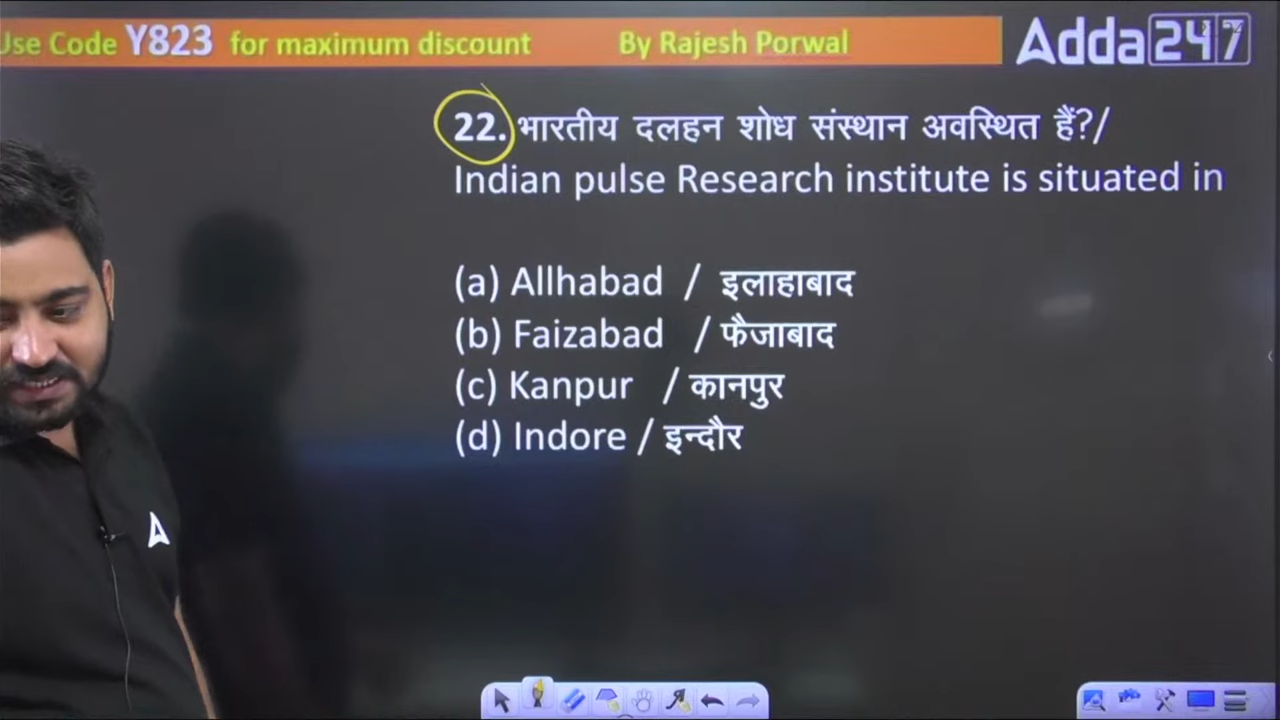 Use Code Y823 for maximum discount By Rajesh Porwal Adda247
22. भारतीय दलहन शोध संस्थान अवस्थित हैं?/
Indian pulse Research institute is situated in
(a) Allhabad / इलाहाबाद
(b) Faizabad / फैजाबाद
(c) Kanpur / कानपुर
(d) Indore / इन्दौर